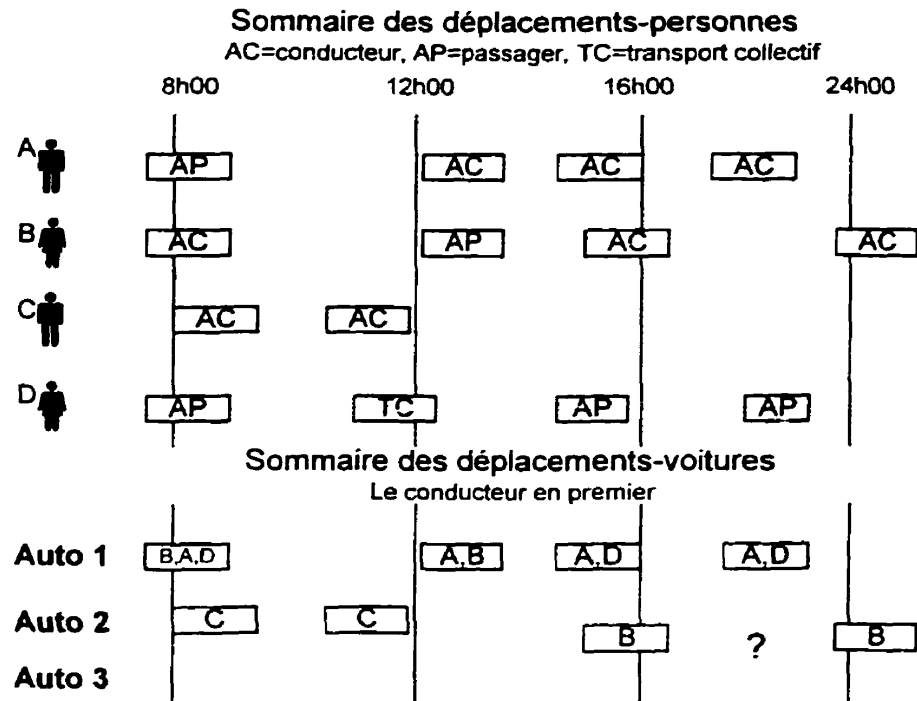 Sommaire des déplacements-personnes
AC=conducteur, AP=passager, TC=transport collectif
8h00 12h00 16h00 24h00
A AP AC AC AC
B AC AP AC AC
C AC AC
D AP TC AP AP
Sommaire des déplacements-voitures
Le conducteur en premier
Auto 1 B,A,D A,B A,D A,D
Auto 2 C C
B ? B
Auto 3